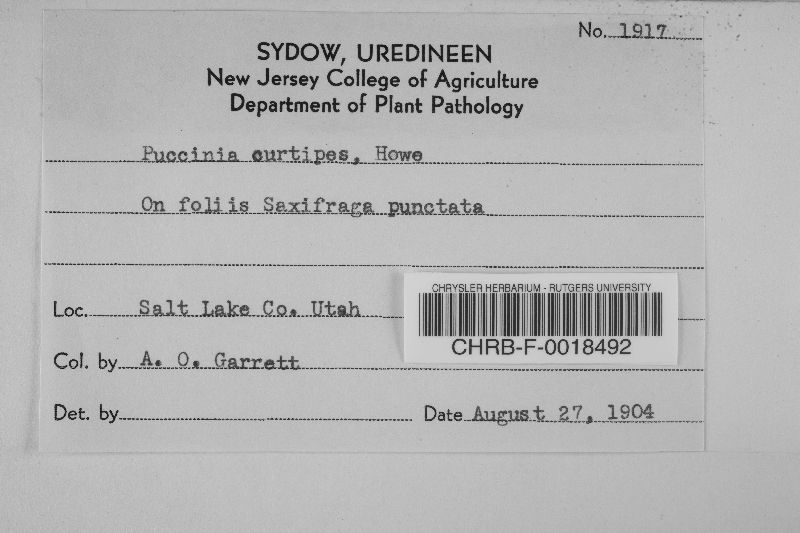 No. 1917
SYDOW, UREDINEEN
New Jersey College of Agriculture
Department of Plant Pathology
Puccinia curtipes, Howe
On foliis Saxifraga punctata
Loc. Salt Lake Co. Utah
CHRYSLER HERBARIUM - RUTGERS UNIVERSITY
CHRB-F-0018492
Col. by A. O. Garrett
Det. by
Date August 27, 1904